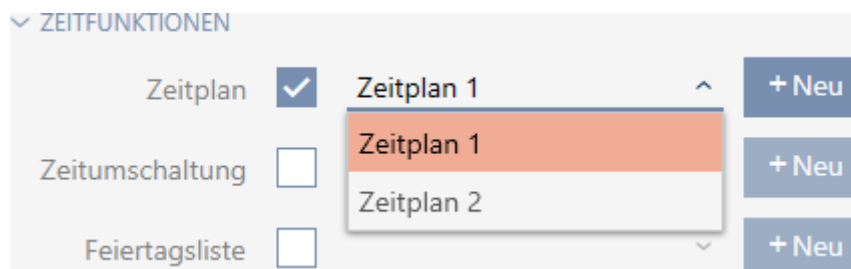 ZEITFUNKTIONEN
Zeitplan Zeitplan 1 + Neu
Zeitplan 1
Zeitumschaltung + Neu
Zeitplan 2
Feiertagsliste + Neu